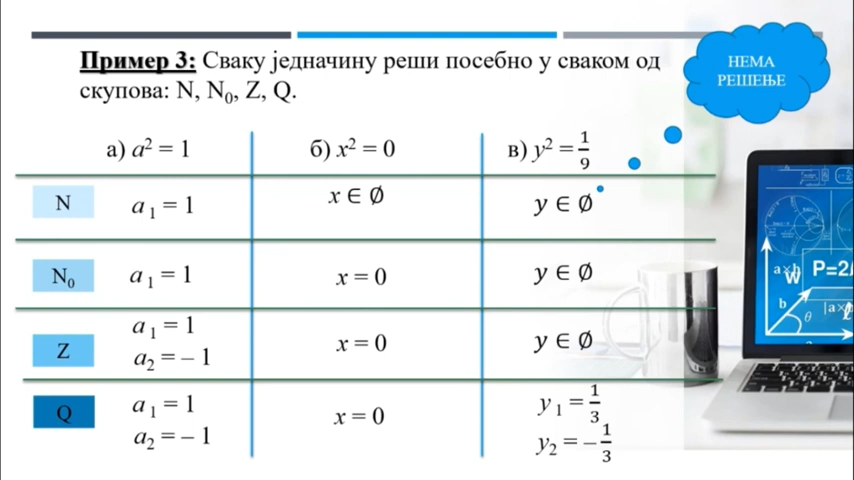 Пример 3: Сваку једначину реши посебно у сваком од
скупова: N, N₀, Z, Q.
НЕМА
РЕШЕЊЕ
а) a² = 1
б) x² = 0
в) y² = 1/9
N
a₁ = 1
x ∈ ∅
y ∈ ∅
N₀
a₁ = 1
x = 0
y ∈ ∅
Z
a₁ = 1
a₂ = – 1
x = 0
y ∈ ∅
Q
a₁ = 1
a₂ = – 1
x = 0
y₁ = 1/3
y₂ = – 1/3
a×b
W
P=2
b
θ
|a×